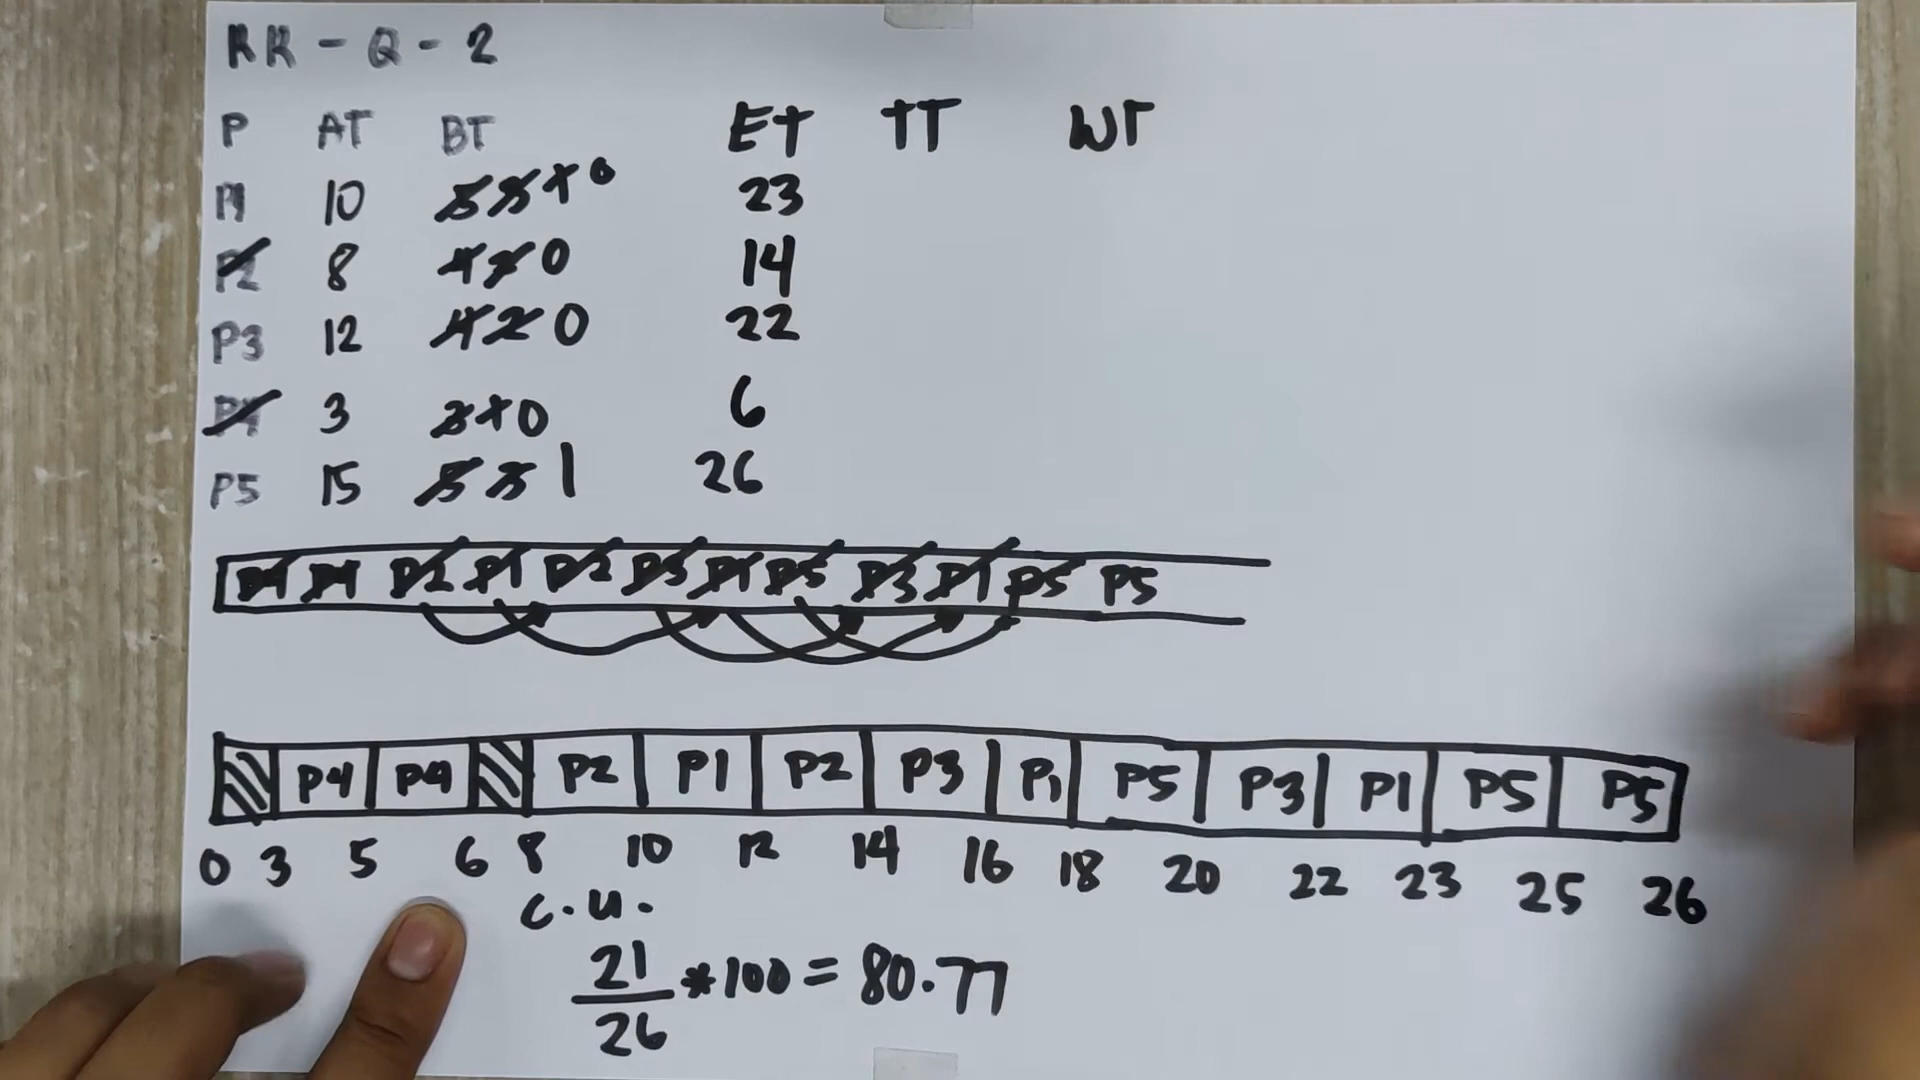 RR - Q - 2
P AT BT ET TT WT
P1 10 5 3 1 0 23
P2 8 4 2 0 14
P3 12 4 2 0 22
P4 3 3 1 0 6
P5 15 5 3 1 26
P4 P4 P2 P1 P2 P3 P1 P5 P3 P1 P5 P5
P4 P4 P2 P1 P2 P3 P1 P5 P3 P1 P5 P5
0 3 5 6 8 10 12 14 16 18 20 22 23 25 26
C.U.
21
* 100 = 80.77
26